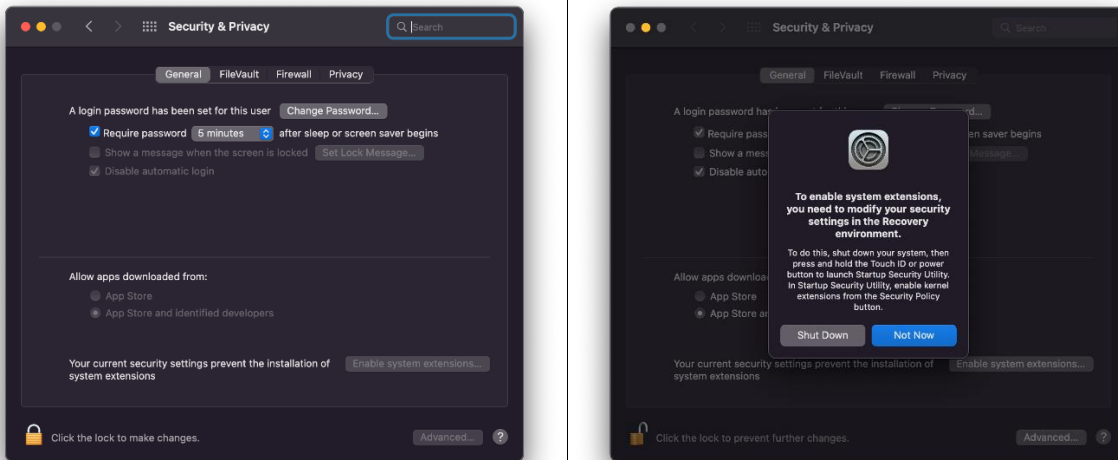 Security & Privacy
Search
General FileVault Firewall Privacy
A login password has been set for this user Change Password...
Require password 5 minutes after sleep or screen saver begins
Show a message when the screen is locked Set Lock Message...
Disable automatic login
Allow apps downloaded from:
App Store
App Store and identified developers
Your current security settings prevent the installation of
system extensions
Enable system extensions...
Click the lock to make changes.
Advanced...
?
Security & Privacy
Search
General FileVault Firewall Privacy
A login password ha
Require pass
en saver begins
Show a mess
Message...
Disable auto
To enable system extensions,
you need to modify your security
settings in the Recovery
environment.
To do this, shut down your system, then
press and hold the Touch ID or power
button to launch Startup Security Utility.
In Startup Security Utility, enable kernel
extensions from the Security Policy
button.
Shut Down Not Now
Allow apps downloa
App Store
App Store a
Your current security settings prevent the installation of
system extensions
Enable system extensions...
Click the lock to prevent further changes.
Advanced...
?